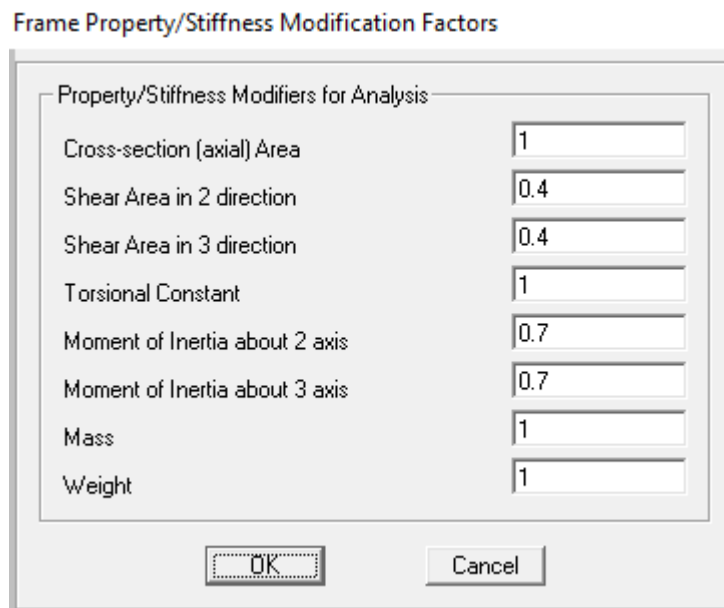 Frame Property/Stiffness Modification Factors
Property/Stiffness Modifiers for Analysis
Cross-section (axial) Area 1
Shear Area in 2 direction 0.4
Shear Area in 3 direction 0.4
Torsional Constant 1
Moment of Inertia about 2 axis 0.7
Moment of Inertia about 3 axis 0.7
Mass 1
Weight 1
OK Cancel